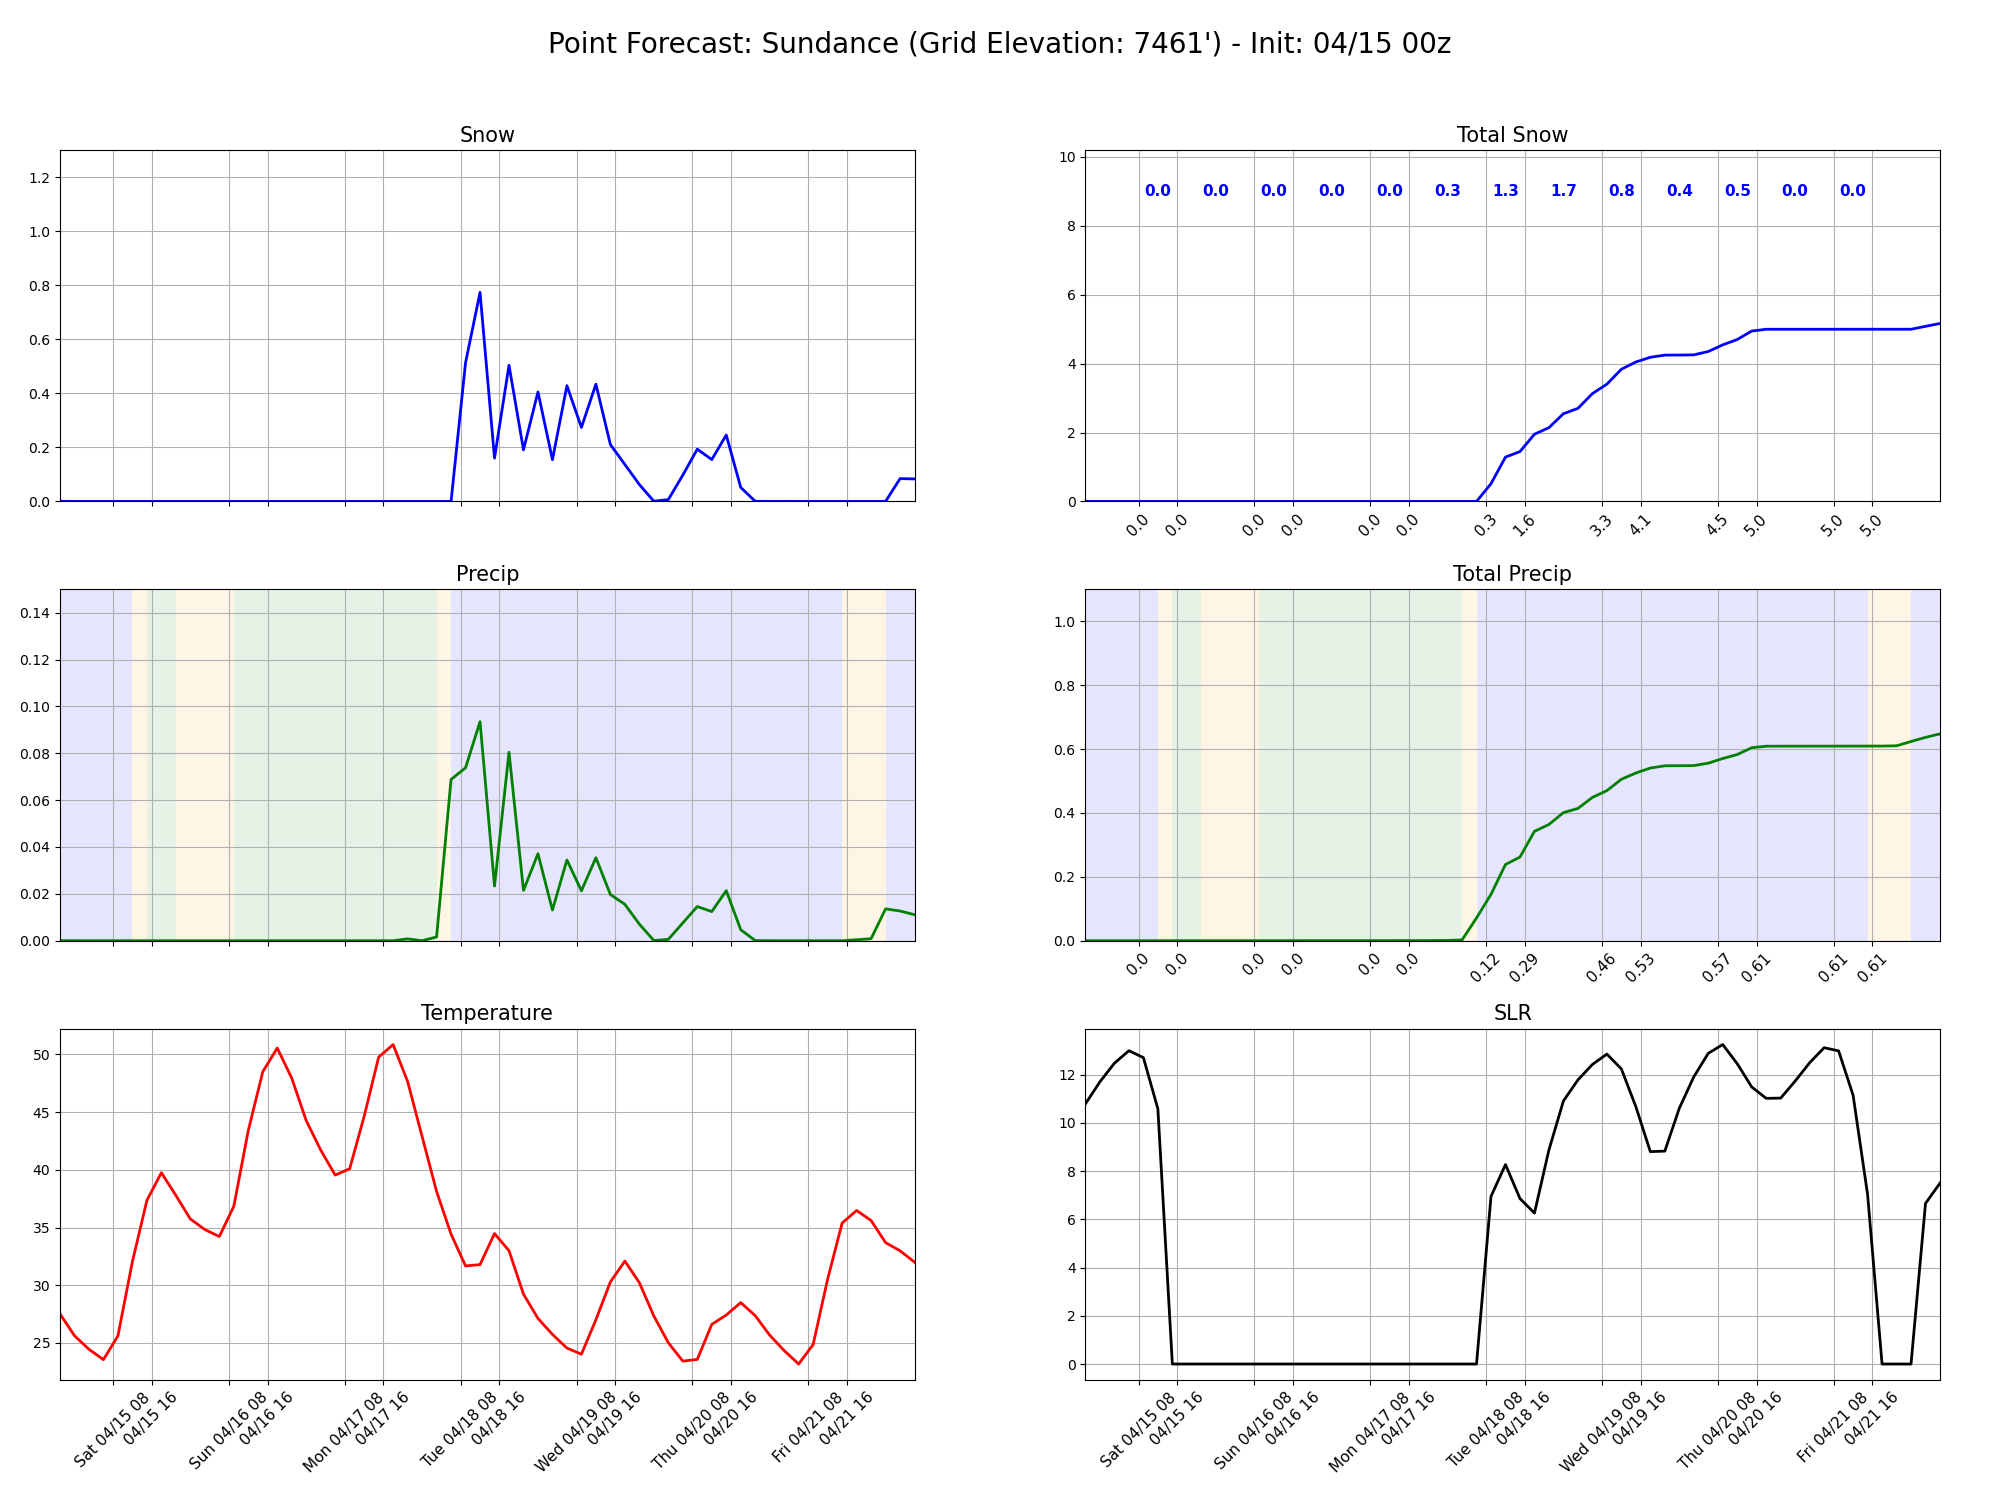 Point Forecast: Sundance (Grid Elevation: 7461') - Init: 04/15 00z
Snow
1.2
1.0
0.8
0.6
0.4
0.2
0.0
Total Snow
10
8
6
4
2
0
0.0 0.0 0.0 0.0 0.0 0.3 1.3 1.7 0.8 0.4 0.5 0.0 0.0
0.0 0.0 0.0 0.0 0.0 0.0 0.3 1.6 3.3 4.1 4.5 5.0 5.0 5.0
Precip
0.14
0.12
0.10
0.08
0.06
0.04
0.02
0.00
Total Precip
1.0
0.8
0.6
0.4
0.2
0.0
0.0 0.0 0.0 0.0 0.0 0.0 0.12 0.29 0.46 0.53 0.57 0.61 0.61 0.61
Temperature
50
45
40
35
30
25
Sat 04/15 08
04/15 16
Sun 04/16 08
04/16 16
Mon 04/17 08
04/17 16
Tue 04/18 08
04/18 16
Wed 04/19 08
04/19 16
Thu 04/20 08
04/20 16
Fri 04/21 08
04/21 16
SLR
12
10
8
6
4
2
0
Sat 04/15 08
04/15 16
Sun 04/16 08
04/16 16
Mon 04/17 08
04/17 16
Tue 04/18 08
04/18 16
Wed 04/19 08
04/19 16
Thu 04/20 08
04/20 16
Fri 04/21 08
04/21 16